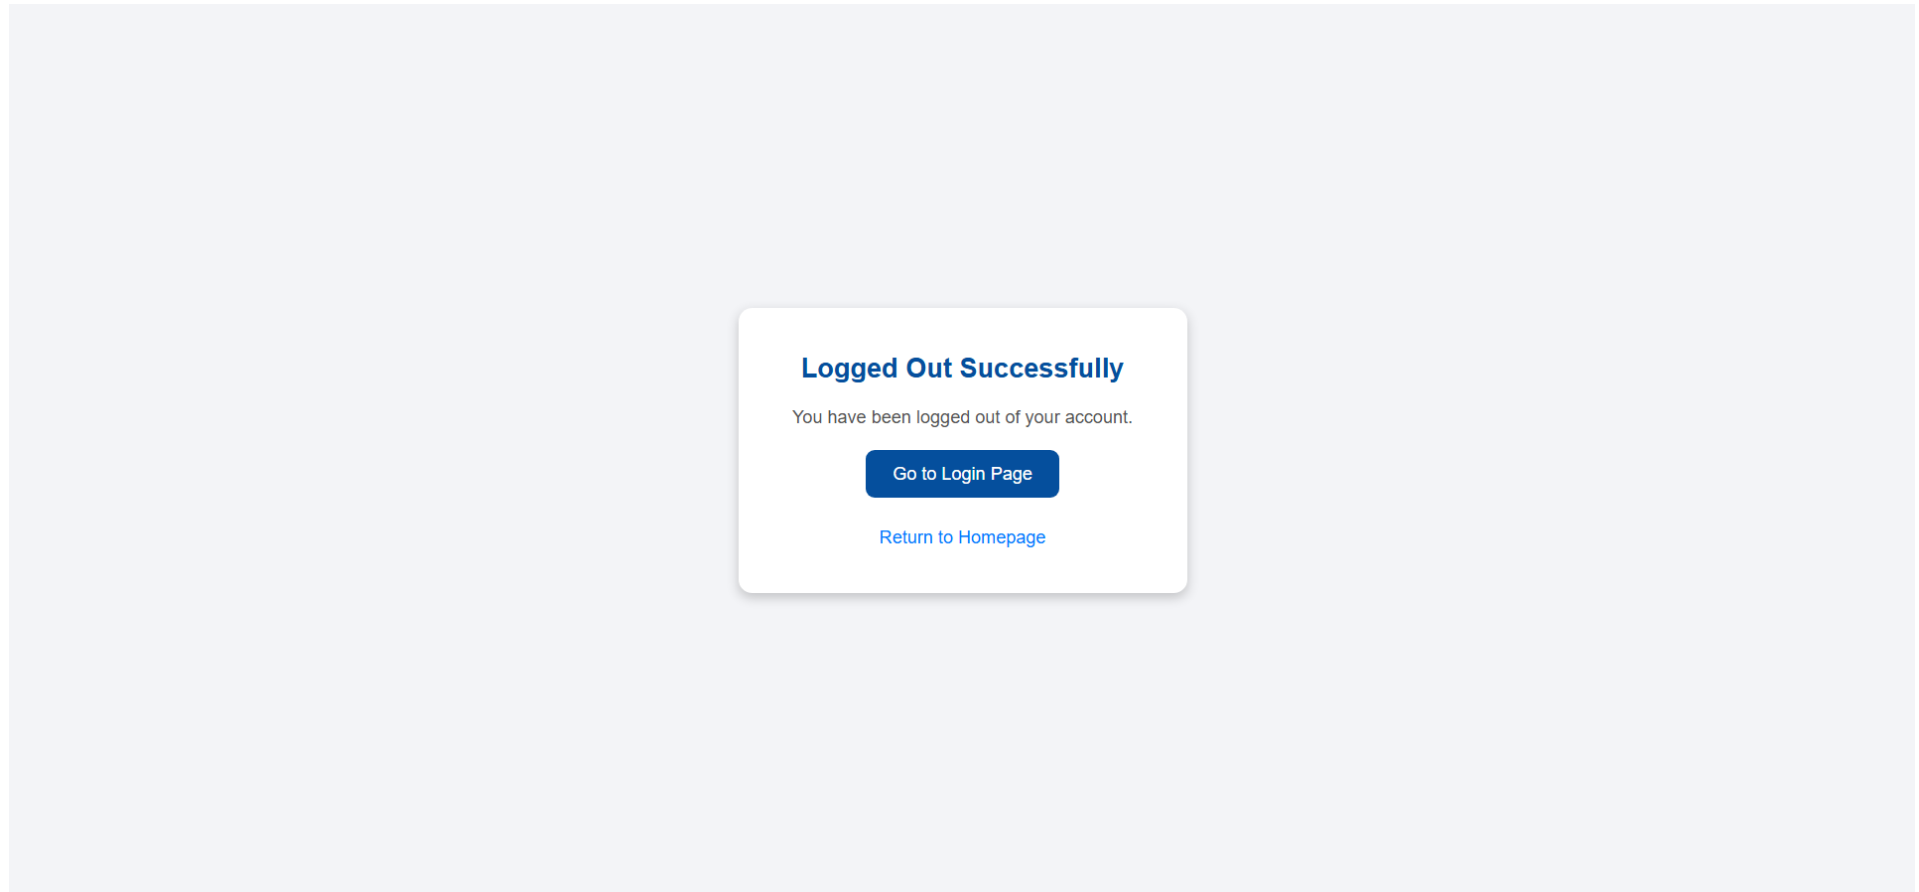 Logged Out Successfully
You have been logged out of your account.
Go to Login Page
Return to Homepage